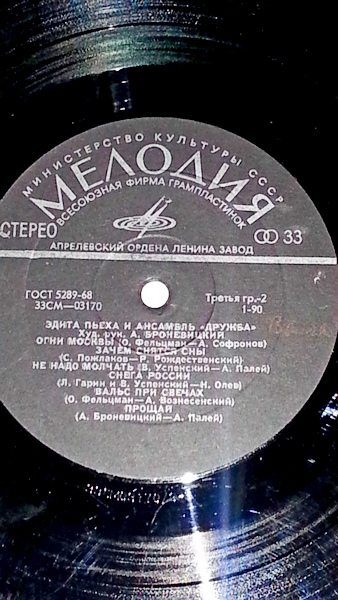 МИНИСТЕРСТВО КУЛЬТУРЫ СССР
МЕЛОДИЯ
ВСЕСОЮЗНАЯ ФИРМА ГРАМПЛАСТИНОК
СТЕРЕО
33
АПРЕЛЕВСКИЙ ОРДЕНА ЛЕНИНА ЗАВОД
ГОСТ 5289-68
Третья гр.-2
33СМ-03170
1-90
ЭДИТА ПЬЕХА И АНСАМБЛЬ «ДРУЖБА»
Худ. рук. А. БРОНЕВИЦКИЙ
ОГНИ МОСКВЫ (О. Фельцман—А. Софронов)
ЗАЧЕМ СНЯТСЯ СНЫ
(С. Пожлаков—Р. Рождественский)
НЕ НАДО МОЛЧАТЬ (В. Успенский—А. Палей)
СНЕГА РОССИИ
(Л. Гарин и В. Успенский—Н. Олев)
ВАЛЬС ПРИ СВЕЧАХ
(О. Фельцман—А. Вознесенский)
ПРОЩАЙ
(А. Броневицкий—А. Палей)